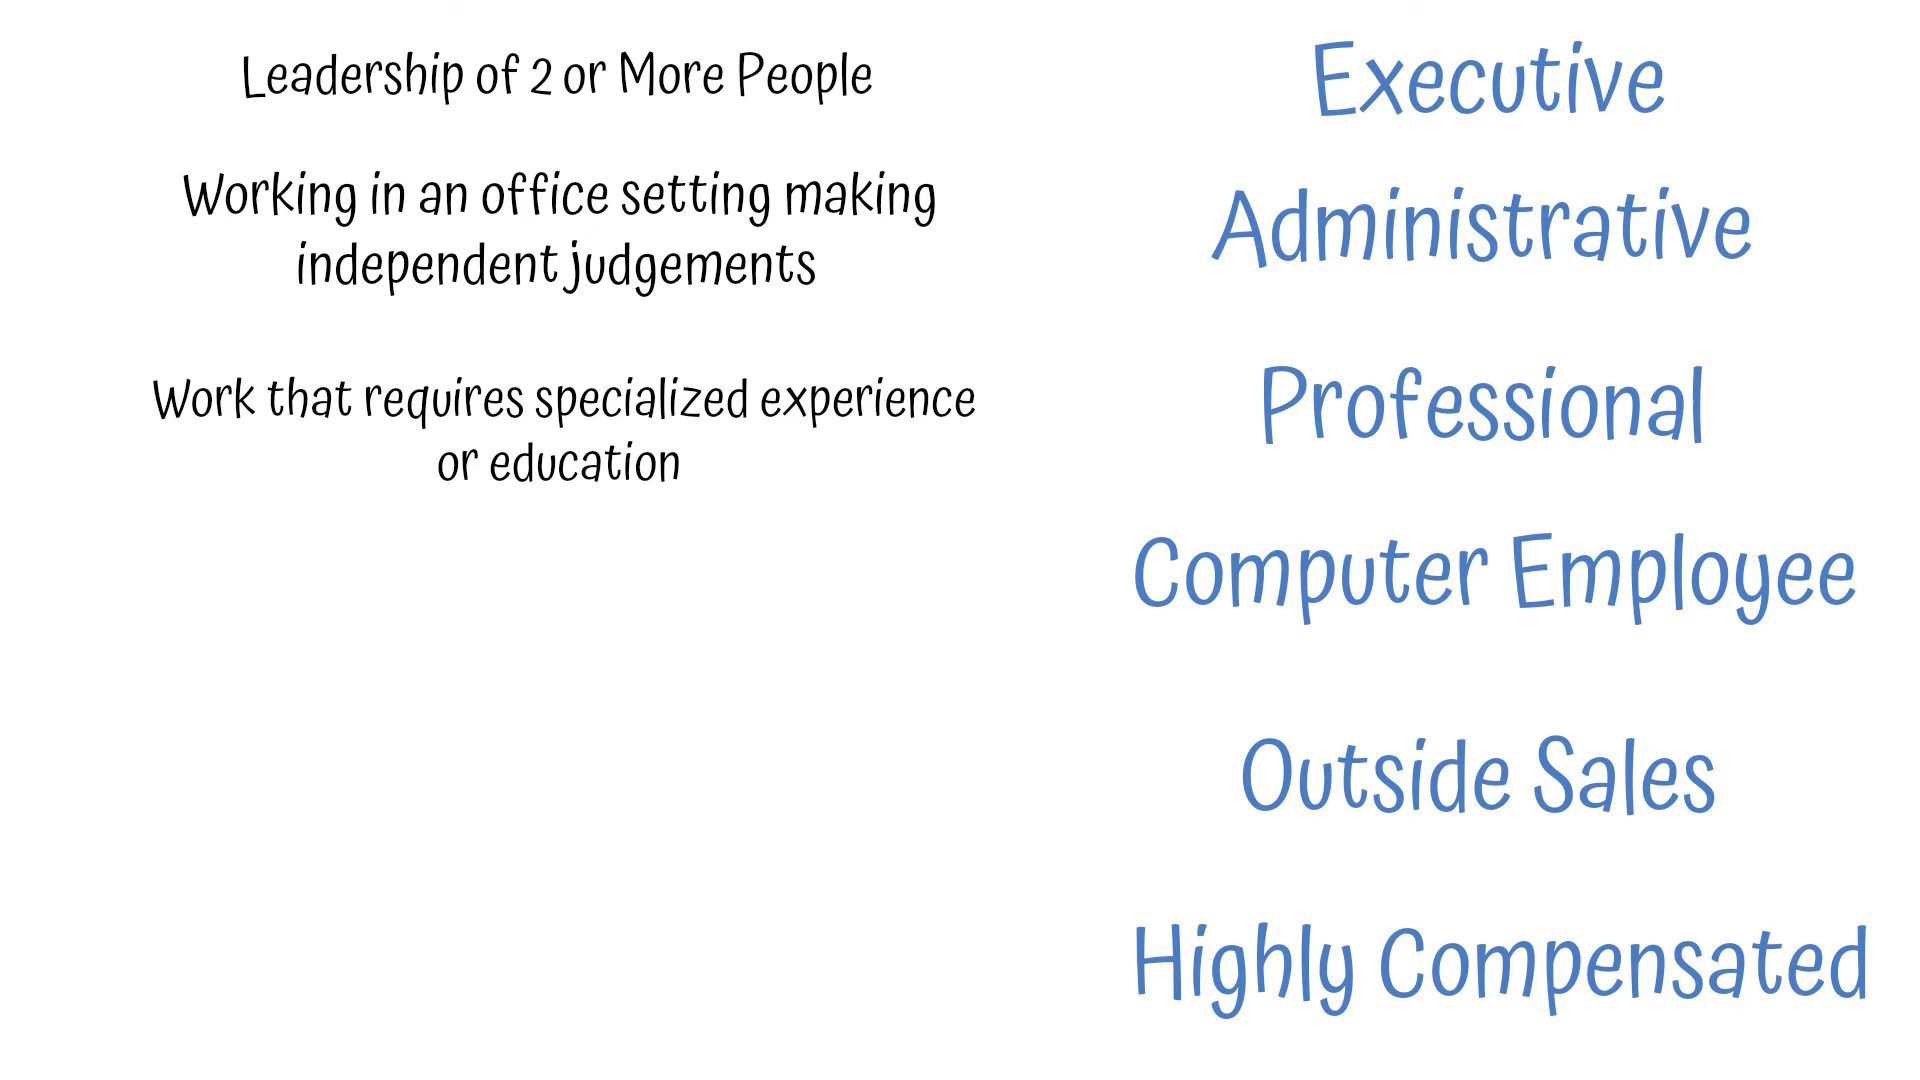 Leadership of 2 or More People
Executive
Working in an office setting making
independent judgements
Administrative
Work that requires specialized experience
or education
Professional
Computer Employee
Outside Sales
Highly Compensated